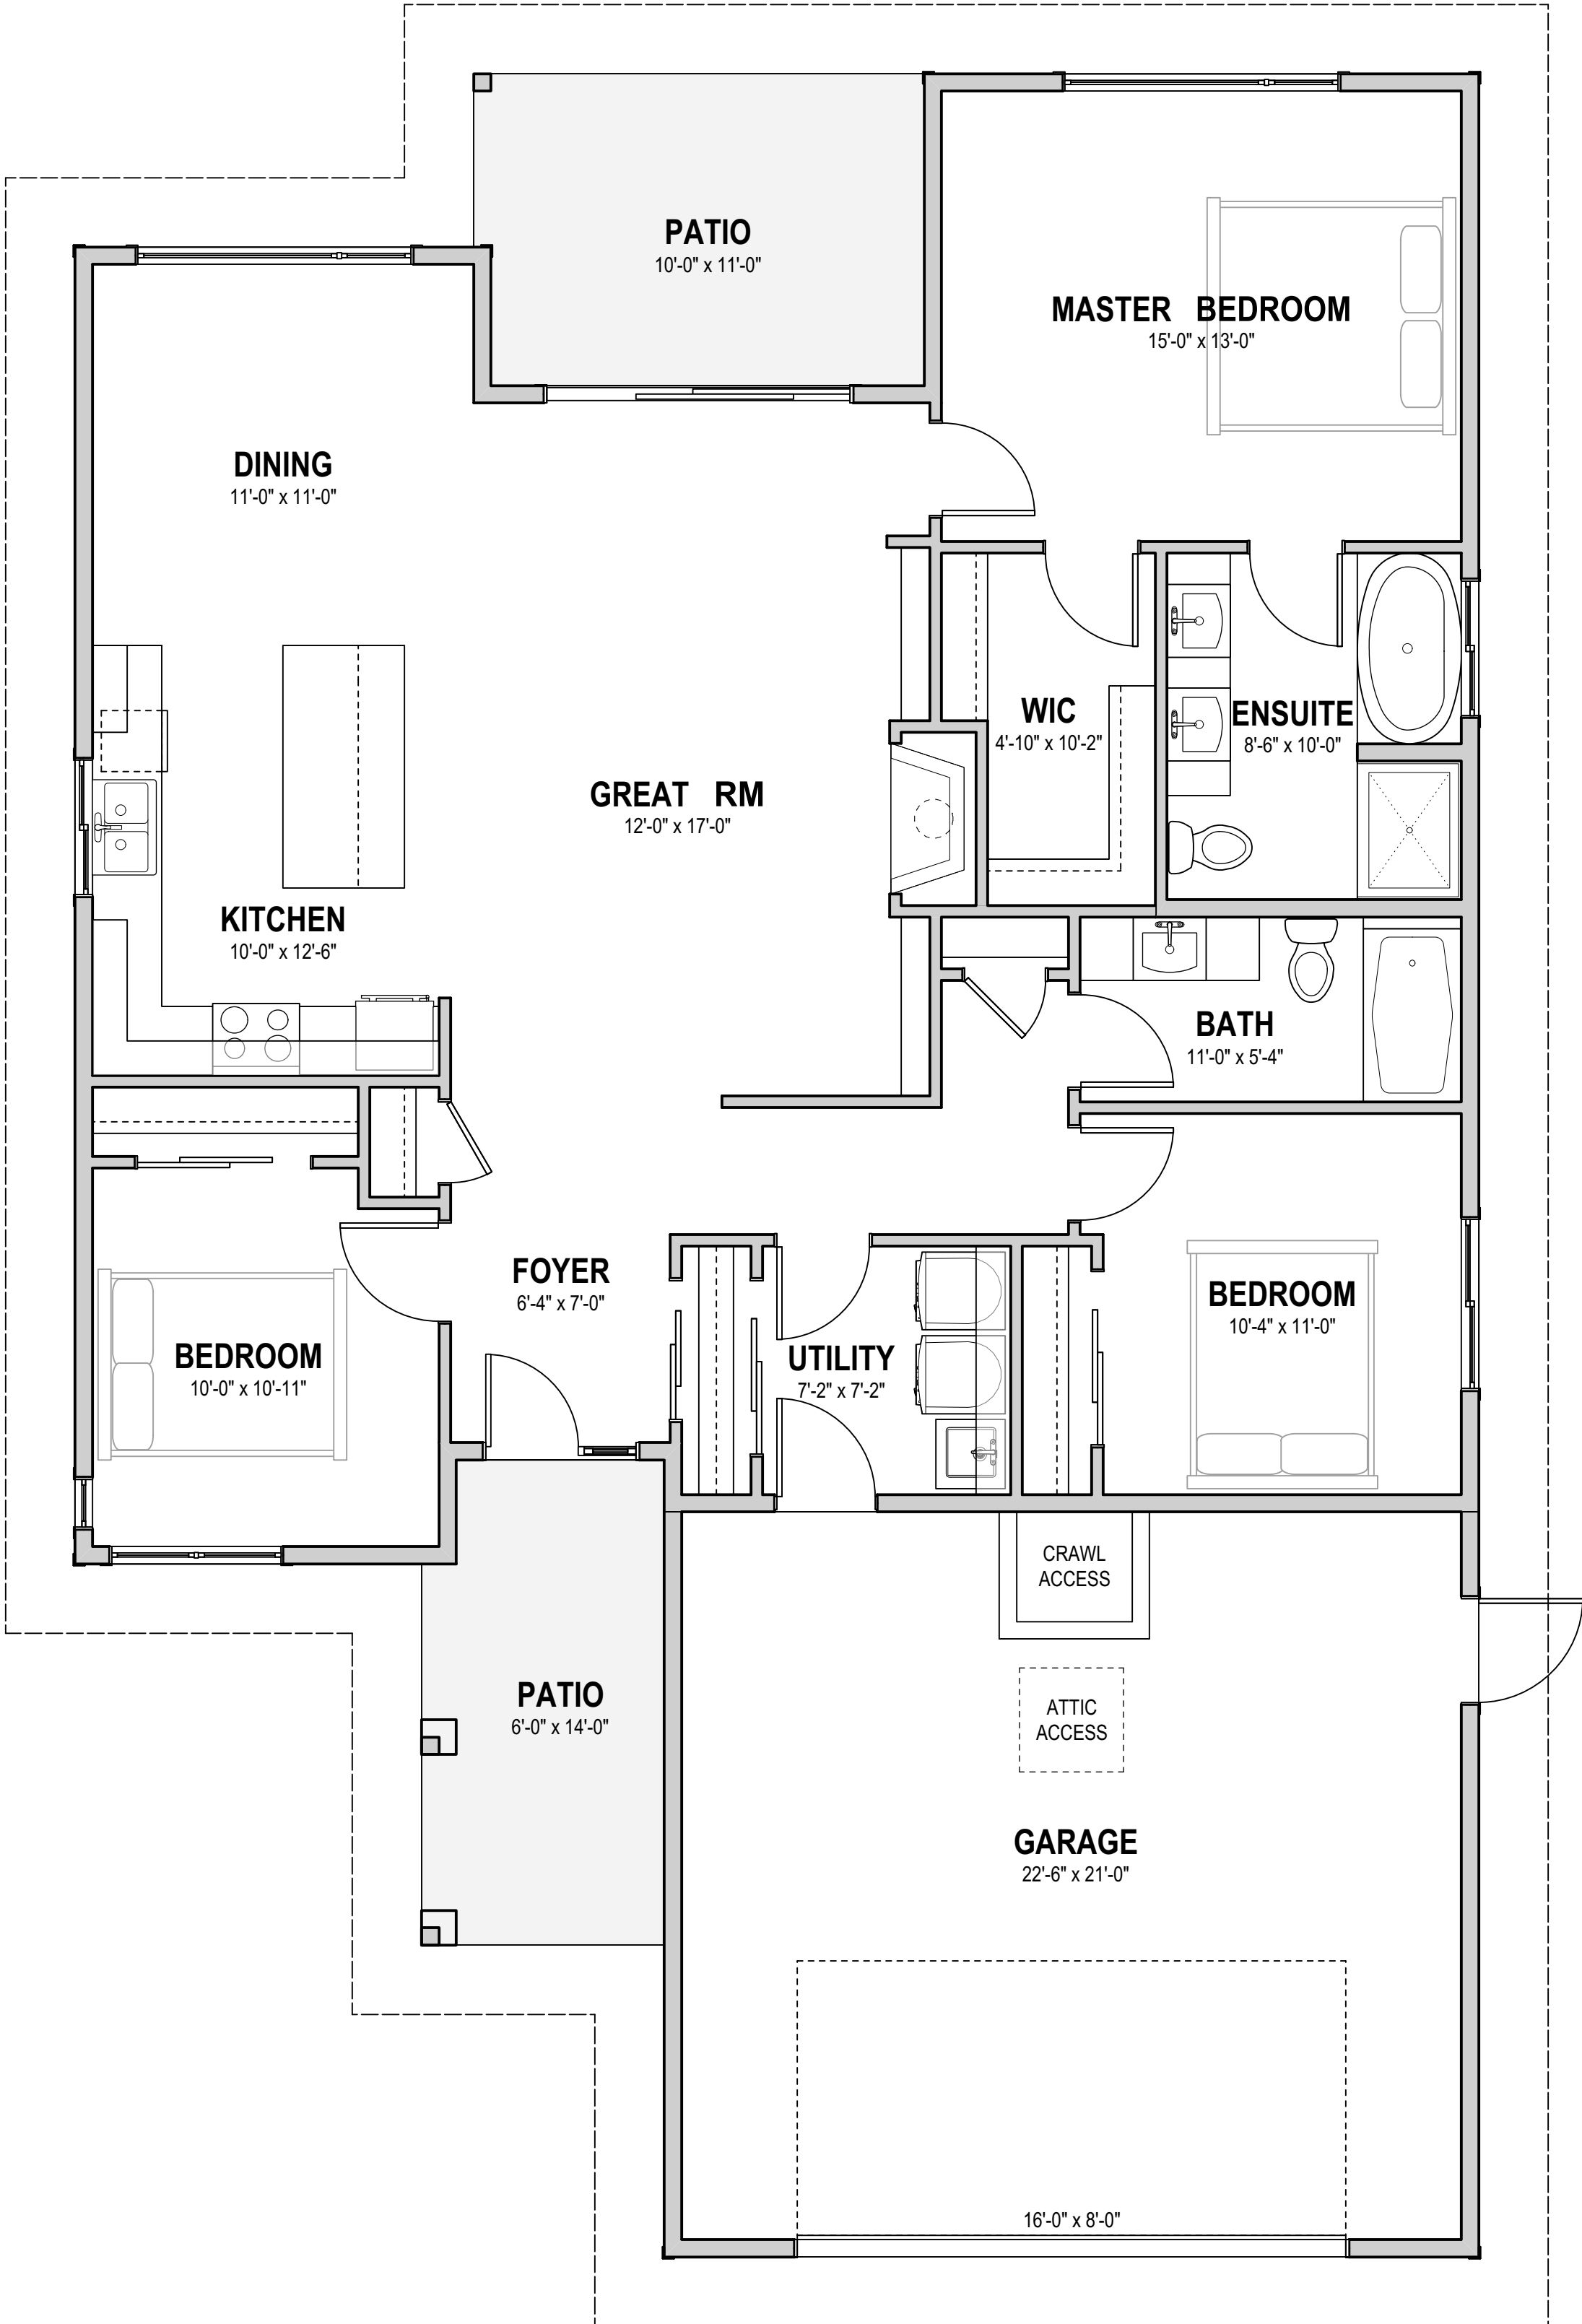 PATIO
10'-0" x 11'-0"
MASTER BEDROOM
15'-0" x 13'-0"
DINING
11'-0" x 11'-0"
WIC
4'-10" x 10'-2"
ENSUITE
8'-6" x 10'-0"
GREAT RM
12'-0" x 17'-0"
KITCHEN
10'-0" x 12'-6"
BATH
11'-0" x 5'-4"
FOYER
6'-4" x 7'-0"
BEDROOM
10'-4" x 11'-0"
BEDROOM
10'-0" x 10'-11"
UTILITY
7'-2" x 7'-2"
CRAWL
ACCESS
PATIO
6'-0" x 14'-0"
ATTIC
ACCESS
GARAGE
22'-6" x 21'-0"
16'-0" x 8'-0"